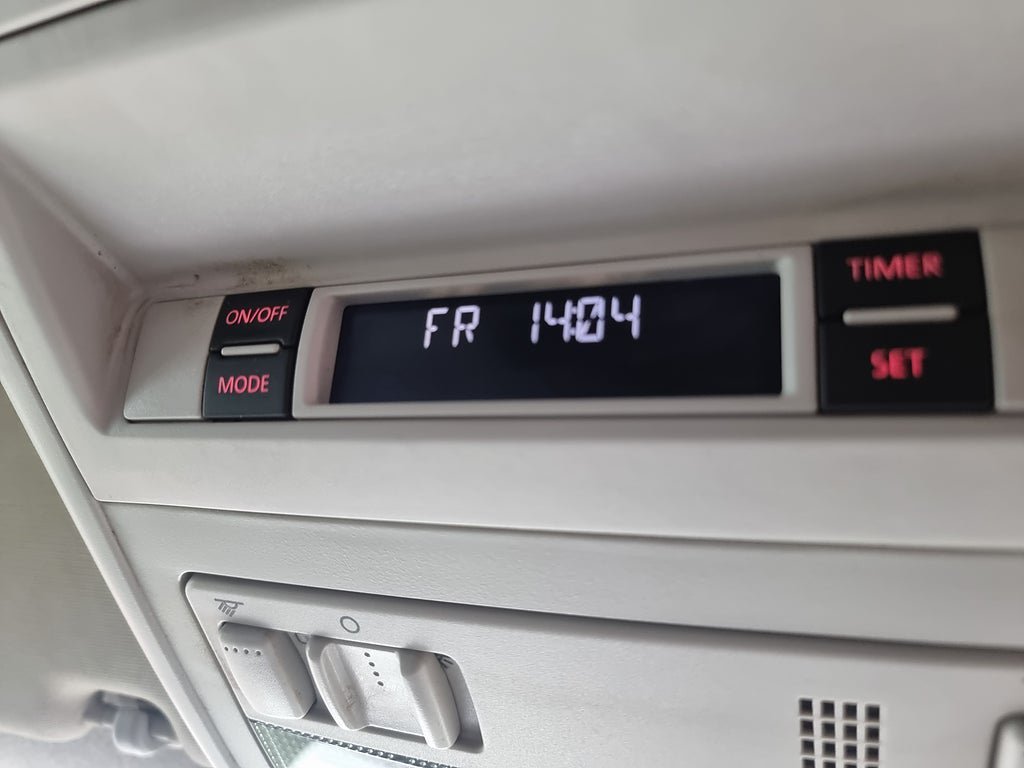 ON/OFF
MODE
FR 14:04
TIMER
SET